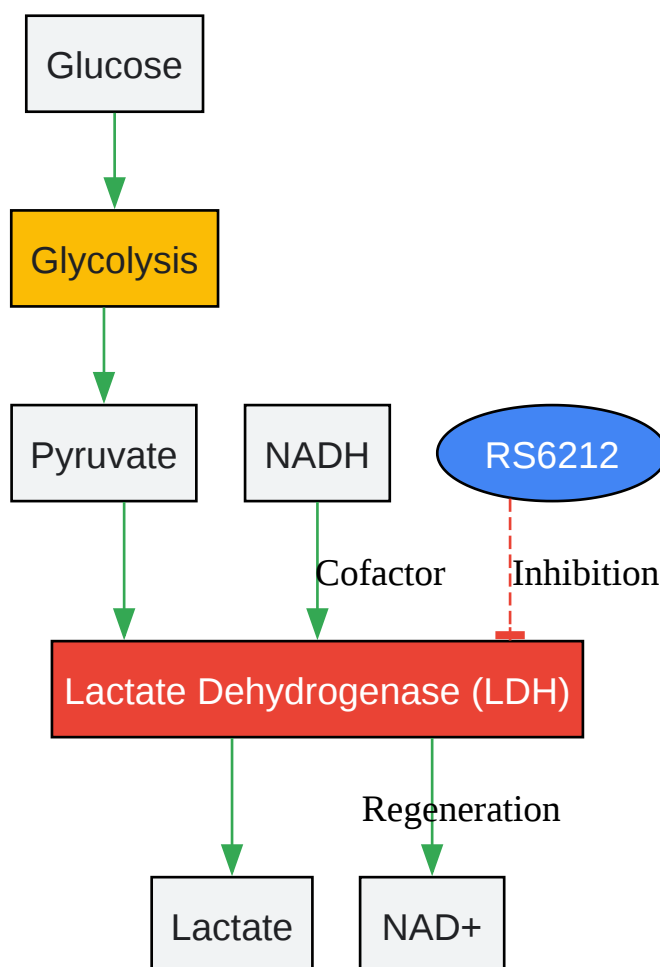 Glucose
Glycolysis
Pyruvate
NADH
RS6212
Cofactor
Inhibition
Lactate Dehydrogenase (LDH)
Regeneration
Lactate
NAD+